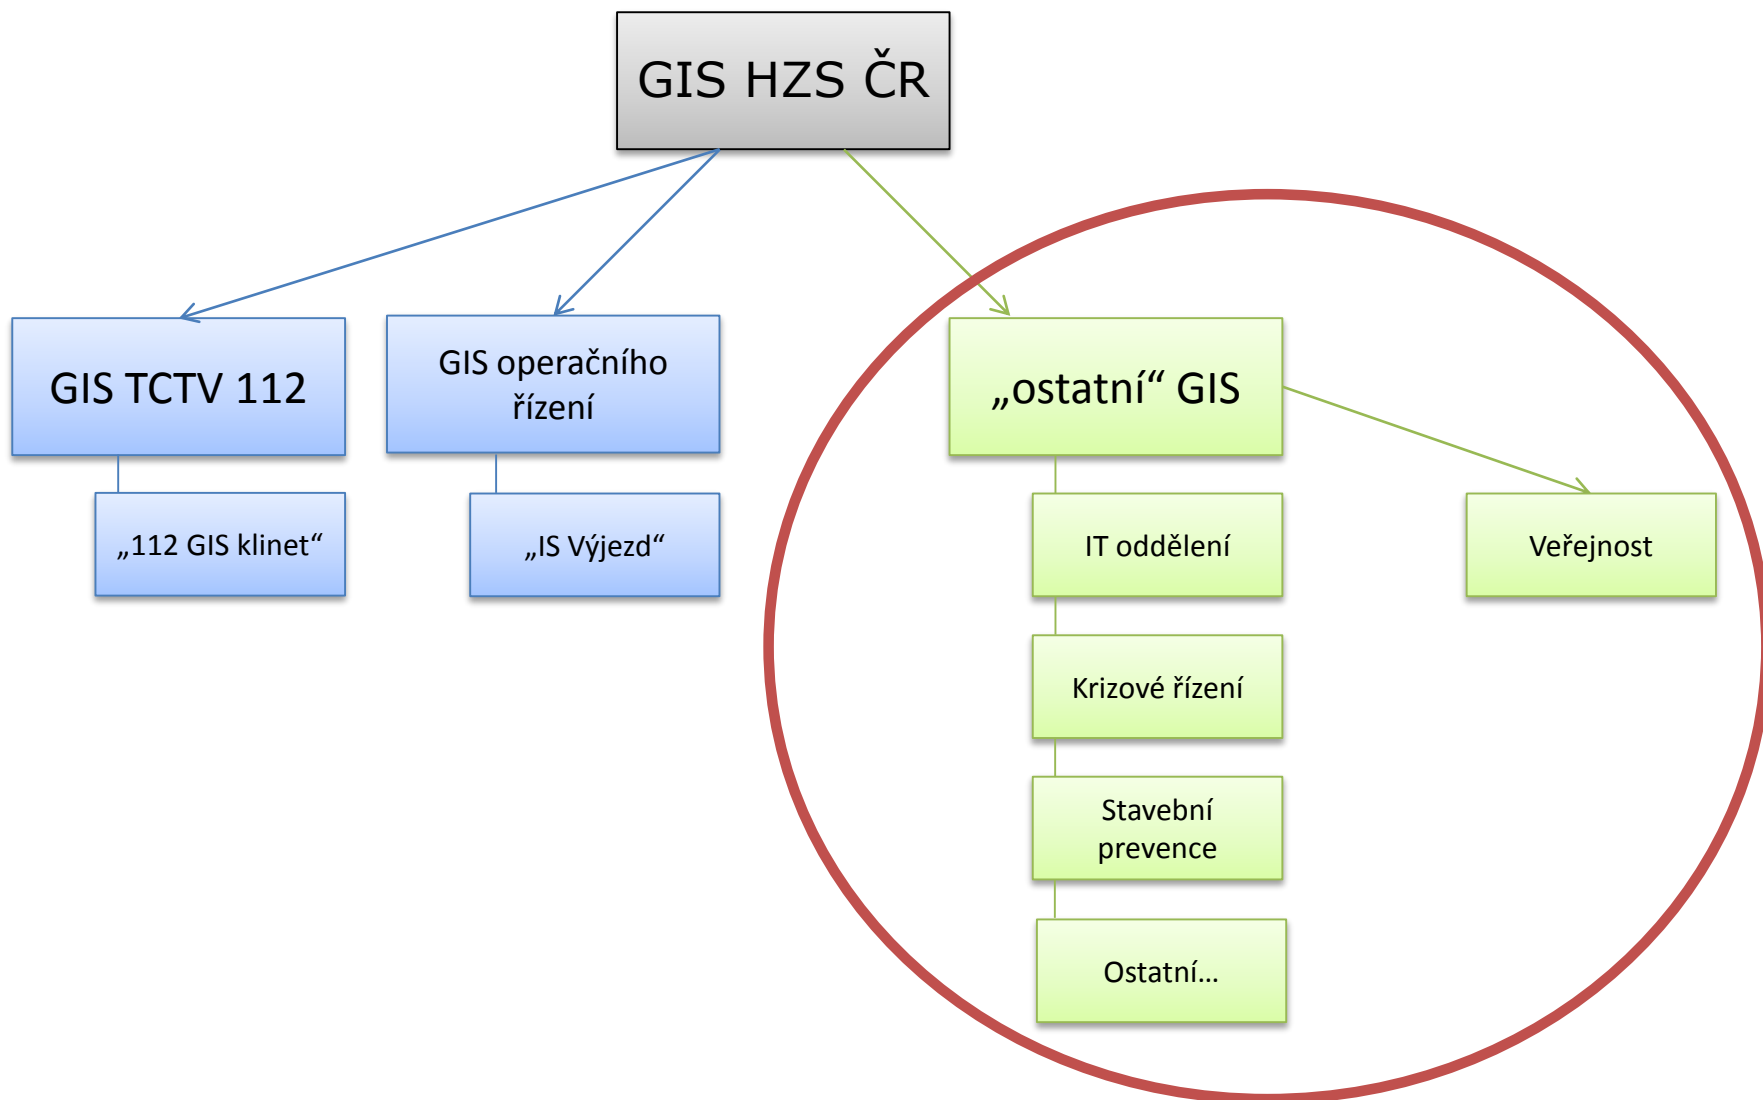 GIS HZS ČR
GIS TCTV 112
GIS operačního
řízení
„ostatní“ GIS
„112 GIS klinet“
„IS Výjezd“
IT oddělení
Veřejnost
Krizové řízení
Stavební
prevence
Ostatní…